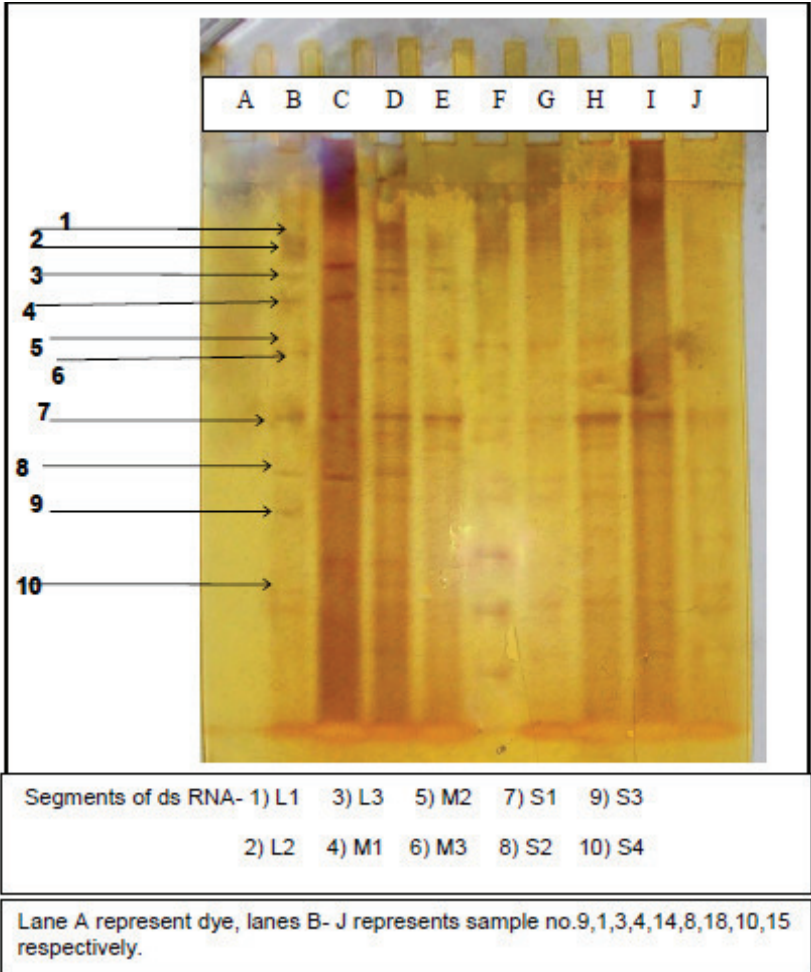 A B C D E F G H I J
1
2
3
4
5
6
7
8
9
10
Segments of ds RNA- 1) L1 3) L3 5) M2 7) S1 9) S3
2) L2 4) M1 6) M3 8) S2 10) S4
Lane A represent dye, lanes B- J represents sample no.9,1,3,4,14,8,18,10,15
respectively.